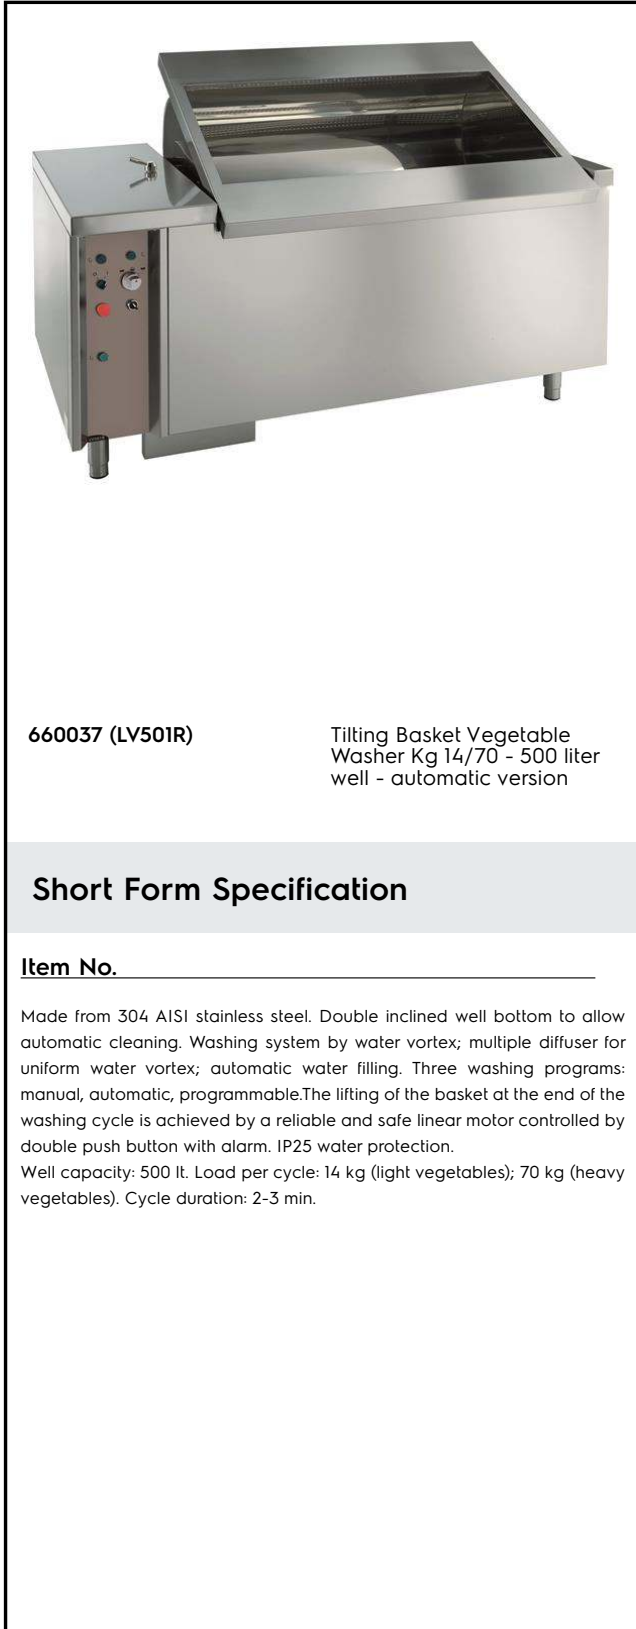 660037 (LV501R)
Tilting Basket Vegetable
Washer Kg 14/70 - 500 liter
well - automatic version
Short Form Specification
Item No.
Made from 304 AISI stainless steel. Double inclined well bottom to allow
automatic cleaning. Washing system by water vortex; multiple diffuser for
uniform water vortex; automatic water filling. Three washing programs:
manual, automatic, programmable.The lifting of the basket at the end of the
washing cycle is achieved by a reliable and safe linear motor controlled by
double push button with alarm. IP25 water protection.
Well capacity: 500 lt. Load per cycle: 14 kg (light vegetables); 70 kg (heavy
vegetables). Cycle duration: 2-3 min.